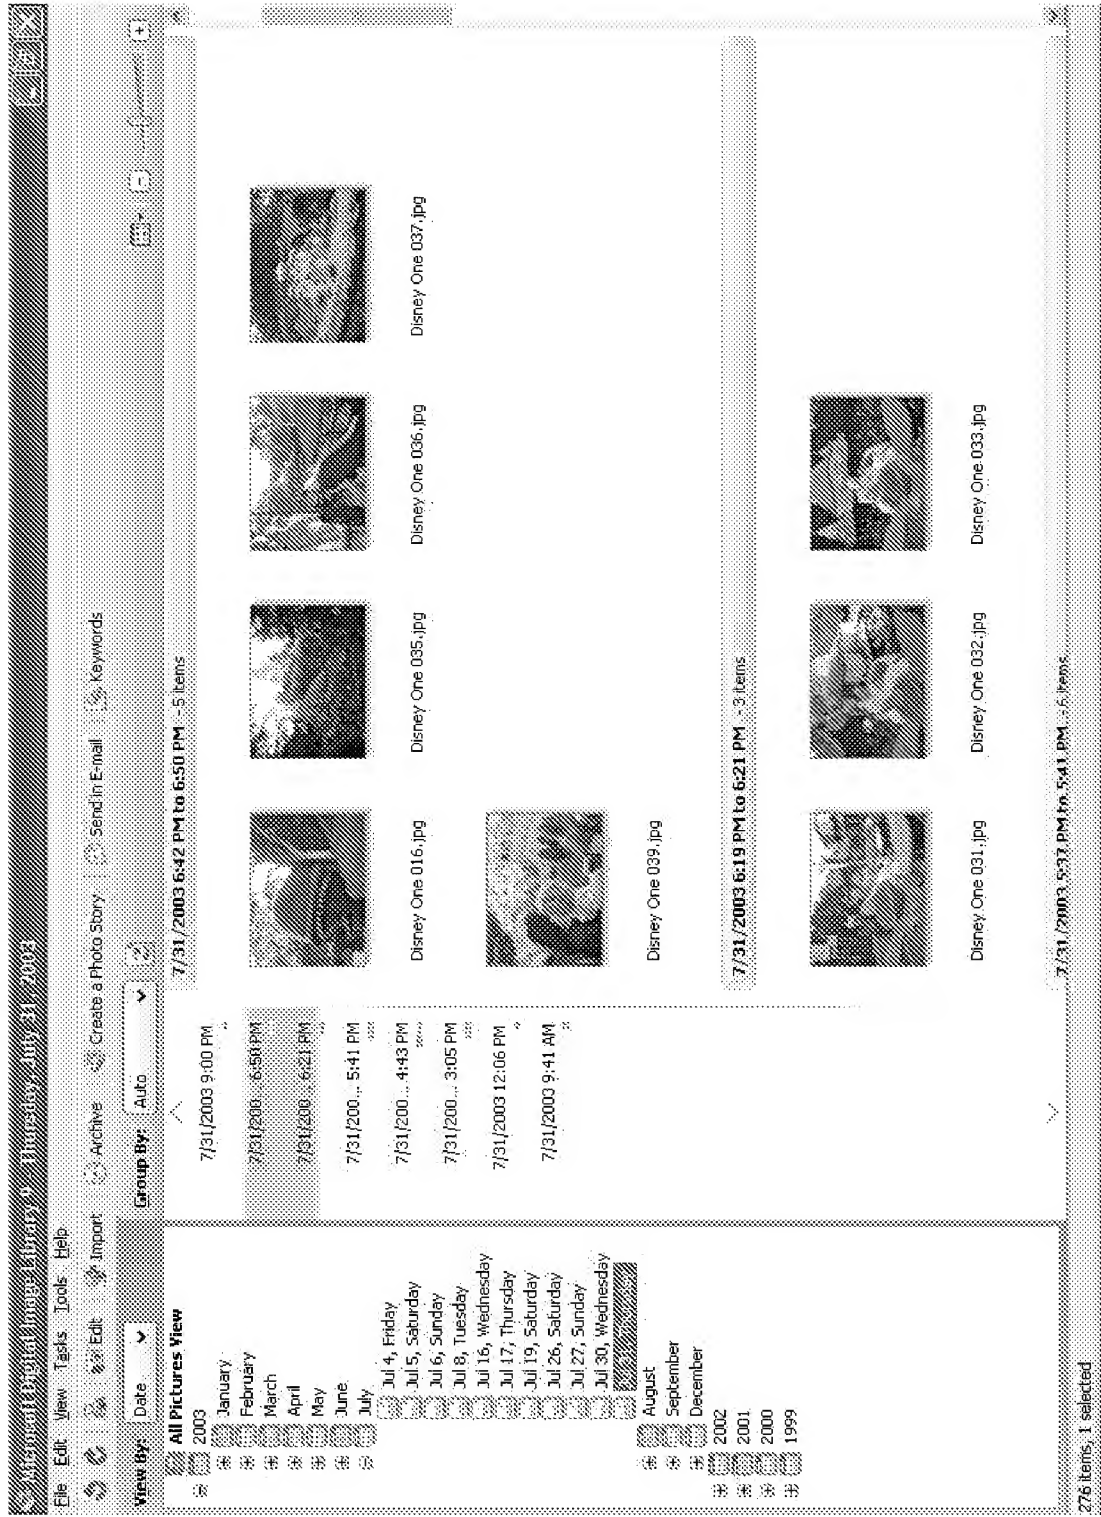 Microsoft Digital Image Library 9 - Thursday, July 31, 2003
File Edit View Tasks Tools Help
Edit Import Archive Create a Photo Story Send in E-mail Keywords
View By: Date Group By: Auto
All Pictures View
2003
January
February
March
April
May
June
July
Jul 4, Friday
Jul 5, Saturday
Jul 6, Sunday
Jul 8, Tuesday
Jul 16, Wednesday
Jul 17, Thursday
Jul 19, Saturday
Jul 26, Saturday
Jul 27, Sunday
Jul 30, Wednesday
August
September
December
2002
2001
2000
1999
7/31/2003 9:00 PM
7/31/200... 6:50 PM
7/31/200... 6:21 PM
7/31/200... 5:41 PM
7/31/200... 4:43 PM
7/31/200... 3:05 PM
7/31/2003 12:06 PM
7/31/2003 9:41 AM
7/31/2003 6:42 PM to 6:50 PM - 5 items
Disney One 016.jpg
Disney One 035.jpg
Disney One 036.jpg
Disney One 037.jpg
Disney One 039.jpg
7/31/2003 6:19 PM to 6:21 PM - 3 items
Disney One 031.jpg
Disney One 032.jpg
Disney One 033.jpg
7/31/2003 5:37 PM to 5:41 PM - 6 items
276 items, 1 selected